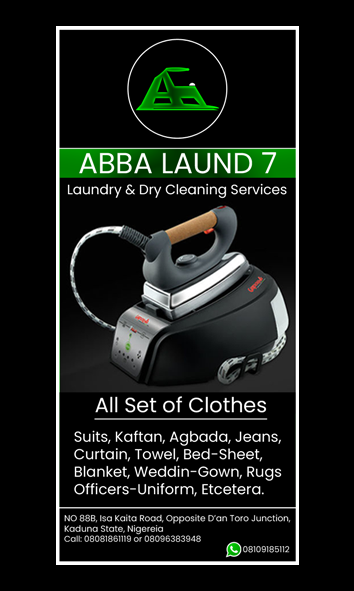 ABBA LAUND 7
Laundry & Dry Cleaning Services
All Set of Clothes
Suits, Kaftan, Agbada, Jeans,
Curtain, Towel, Bed-Sheet,
Blanket, Weddin-Gown, Rugs
Officers-Uniform, Etcetera.
NO 88B, Isa Kaita Road, Opposite D'an Toro Junction,
Kaduna State, Nigereia
Call: 08081861119 or 08096383948
08109185112